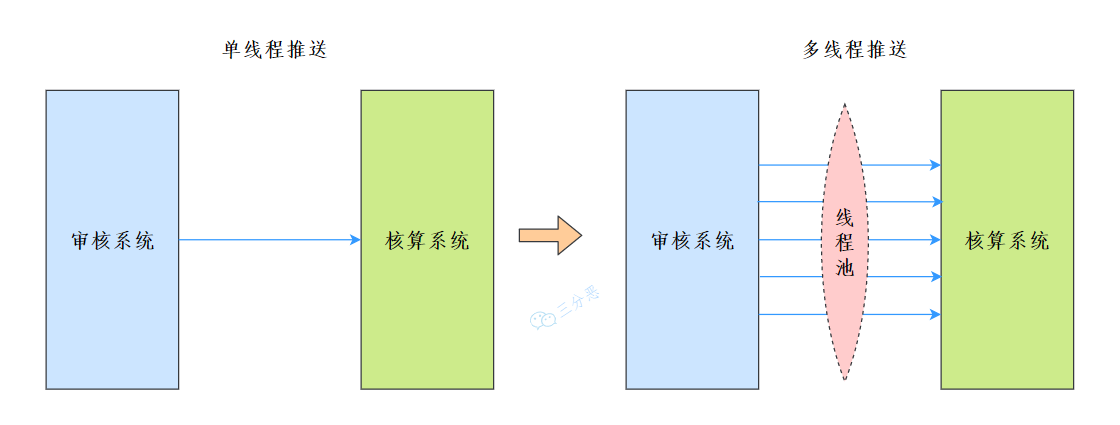 单线程推送
多线程推送
审核系统
核算系统
审核系统
线
程
池
核算系统
三分恶